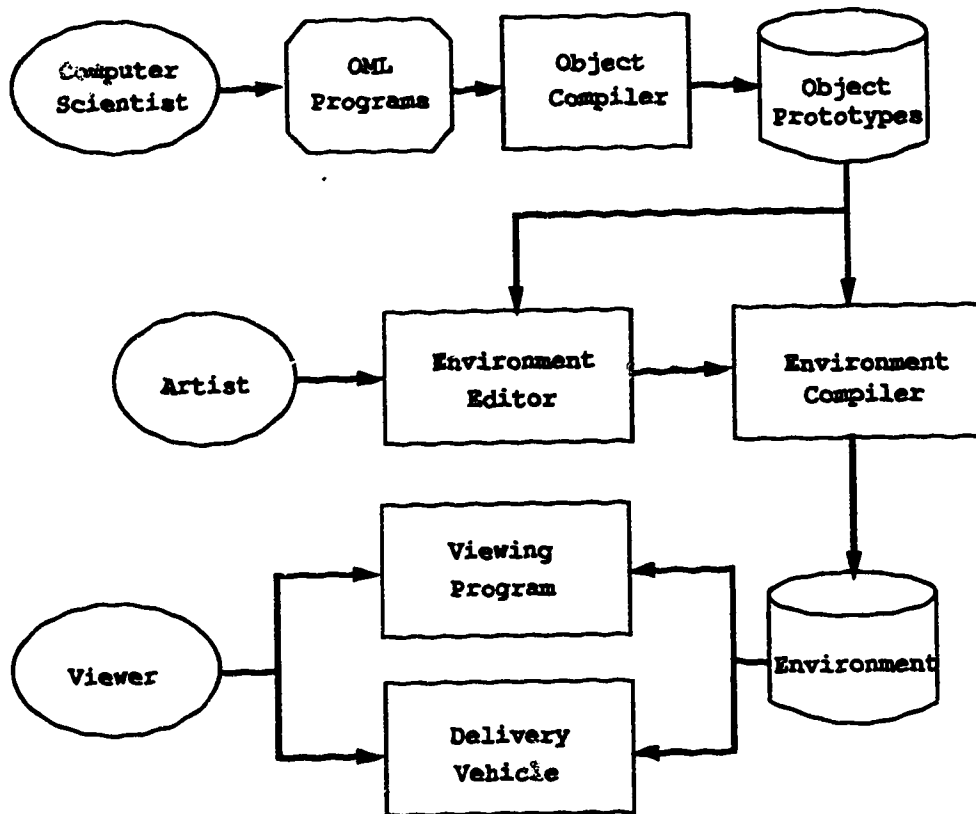 Computer
Scientist
OML
Programs
Object
Compiler
Object
Prototypes
Artist
Environment
Editor
Environment
Compiler
Viewer
Viewing
Program
Delivery
Vehicle
Environment